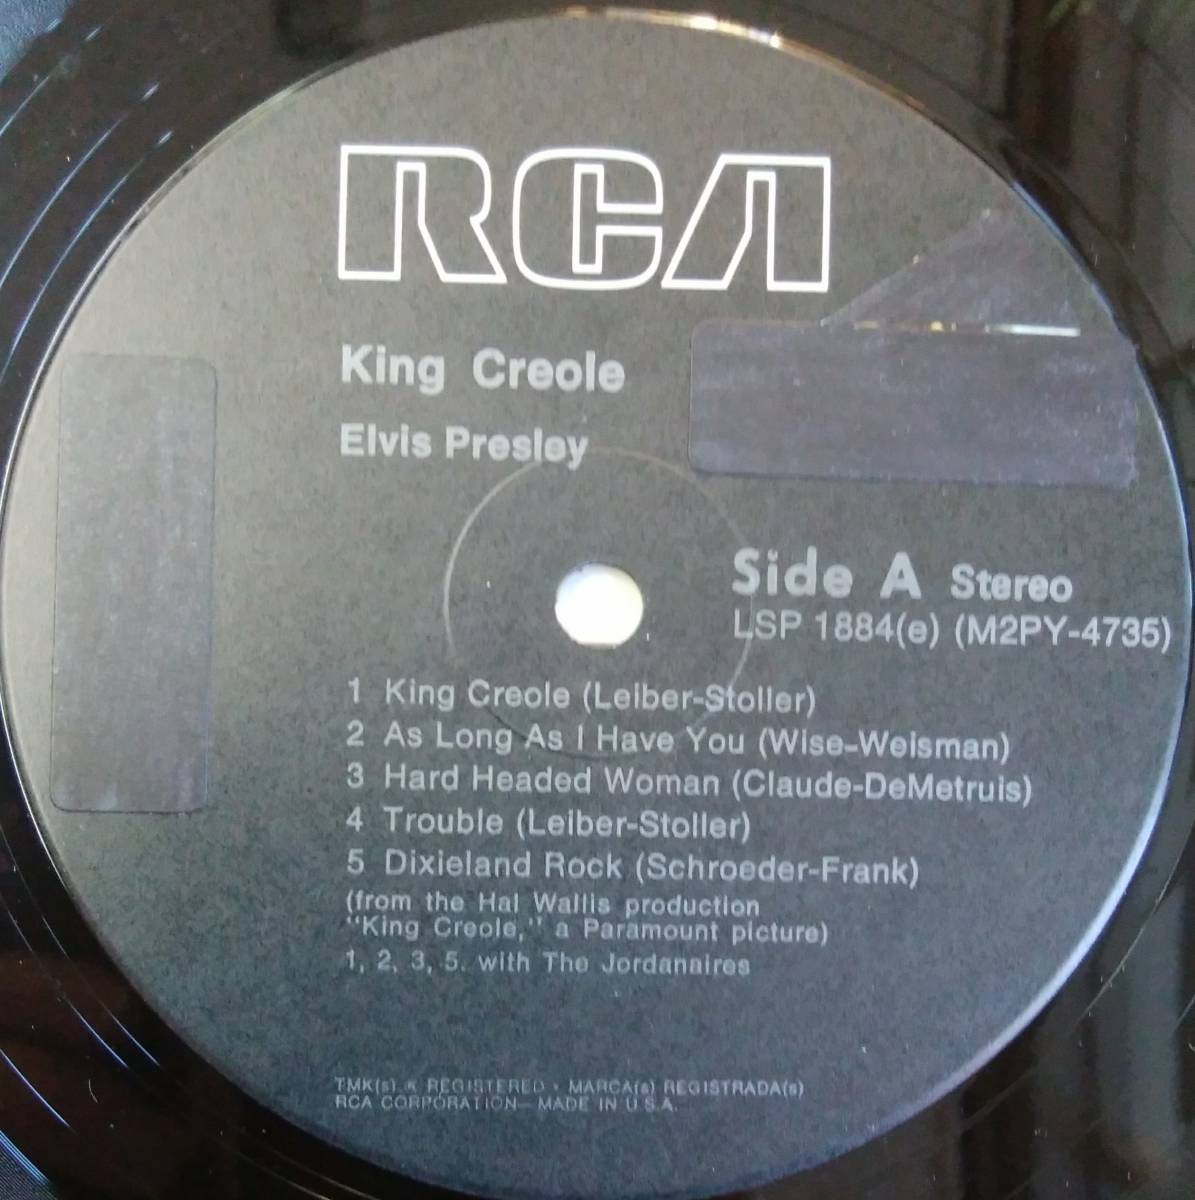 RCA
King Creole
Elvis Presley
Side A Stereo
LSP 1884(e) (M2PY-4735)
1 King Creole (Leiber-Stoller)
2 As Long As I Have You (Wise-Weisman)
3 Hard Headed Woman (Claude-DeMetruis)
4 Trouble (Leiber-Stoller)
5 Dixieland Rock (Schroeder-Frank)
(from the Hal Wallis production
"King Creole," a Paramount picture)
1, 2, 3, 5. with The Jordanaires
TMK(s) ® REGISTERED • MARCA(s) REGISTRADA(s)
RCA CORPORATION—MADE IN U.S.A.